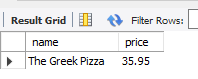 Result Grid Filter Rows:
name price
The Greek Pizza 35.95